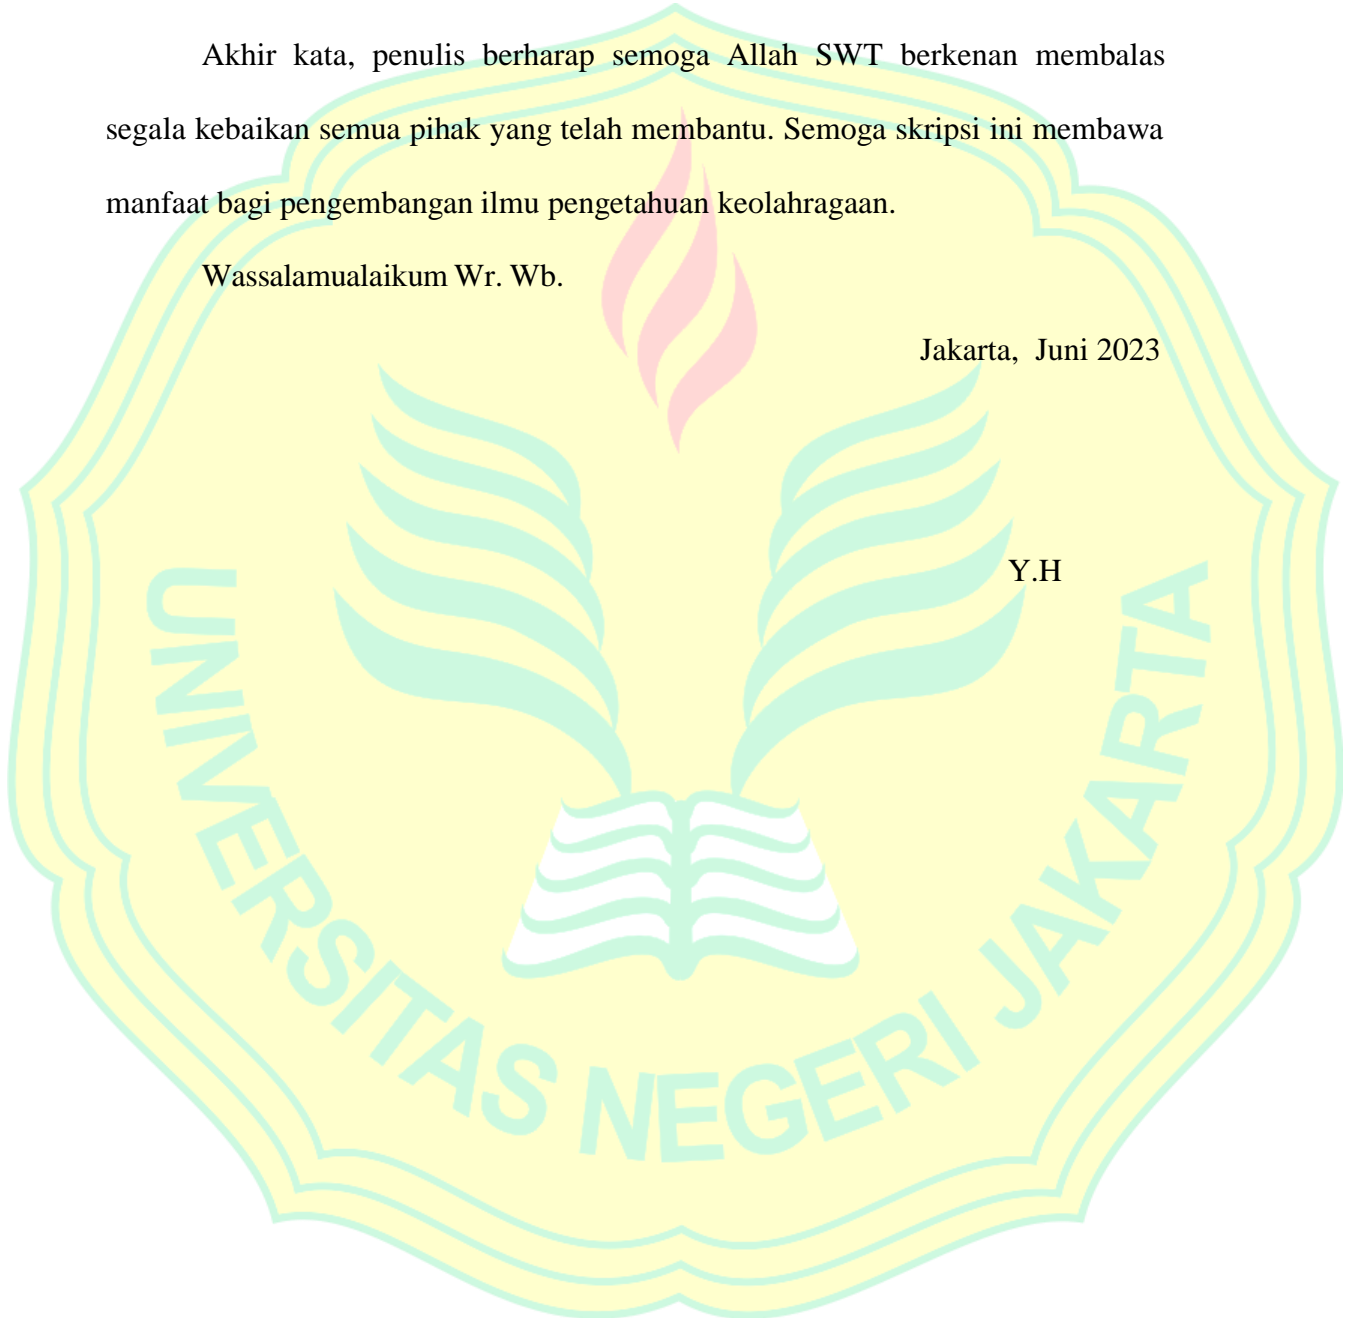 Akhir kata, penulis berharap semoga Allah SWT berkenan membalas
segala kebaikan semua pihak yang telah membantu. Semoga skripsi ini membawa
manfaat bagi pengembangan ilmu pengetahuan keolahragaan.
Wassalamualaikum Wr. Wb.
Jakarta,  Juni 2023
Y.H
UNIVERSITAS NEGERI JAKARTA